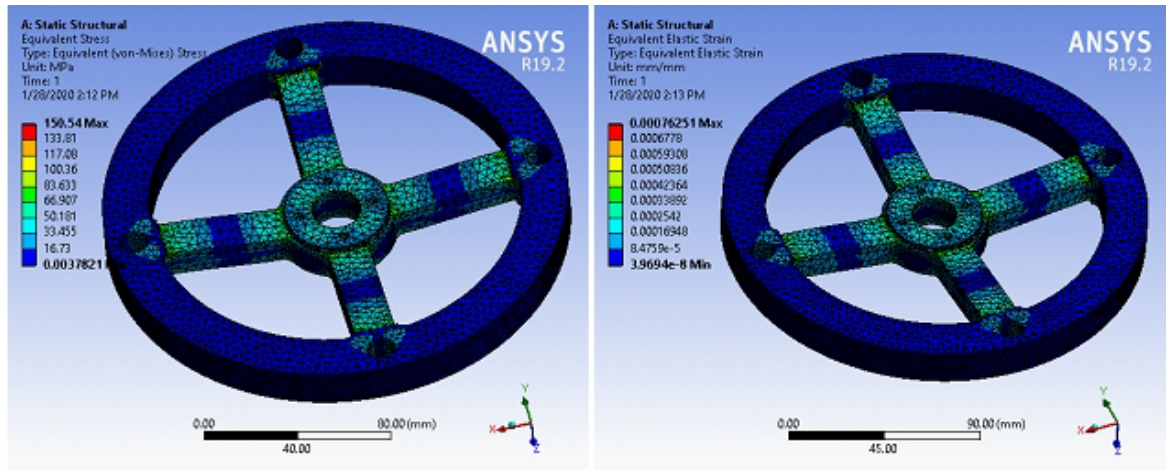 A: Static Structural
Equivalent Stress
Type: Equivalent (von-Mises) Stress
Unit: MPa
Time: 1
1/28/2020 2:12 PM
150.54 Max
133.81
117.08
100.36
83.633
66.907
50.181
33.455
16.73
0.0037821
ANSYS
R19.2
0.00
80.00 (mm)
40.00
Y
X
Z
A: Static Structural
Equivalent Elastic Strain
Type: Equivalent Elastic Strain
Unit: mm/mm
Time: 1
1/28/2020 2:13 PM
0.00076251 Max
0.0006778
0.00059308
0.00050836
0.00042364
0.00033892
0.0002542
0.00016948
8.4759e-5
3.9694e-8 Min
ANSYS
R19.2
0.00
90.00 (mm)
45.00
Y
X
Z